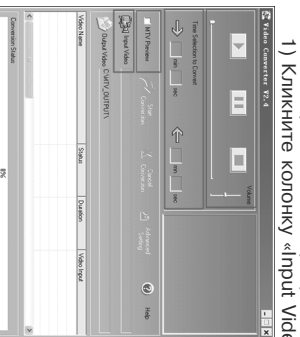 1) Кликните колонку «Input Vide
Video Converter V2.4
Volume
Time Selection to Convert
min sec min sec
MTV Preview
Start Conversion
Cancel Conversion
Advanced Setting
Help
Input Video
Output Video C:\MTV_OUTPUT\
Video Name Status Duration Video Input
Conversion Status
0%